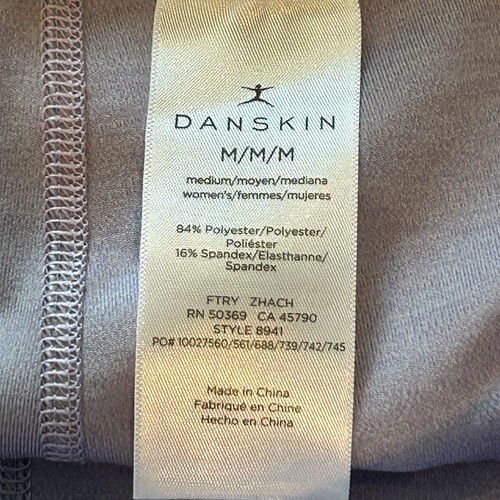 DANSKIN
M/M/M
medium/moyen/mediana
women's/femmes/mujeres
84% Polyester/Polyester/
Poliéster
16% Spandex/Elasthanne/
Spandex
FTRY ZHACH
RN 50369 CA 45790
STYLE 8941
PO# 10027560/561/688/739/742/745
Made in China
Fabriqué en Chine
Hecho en China